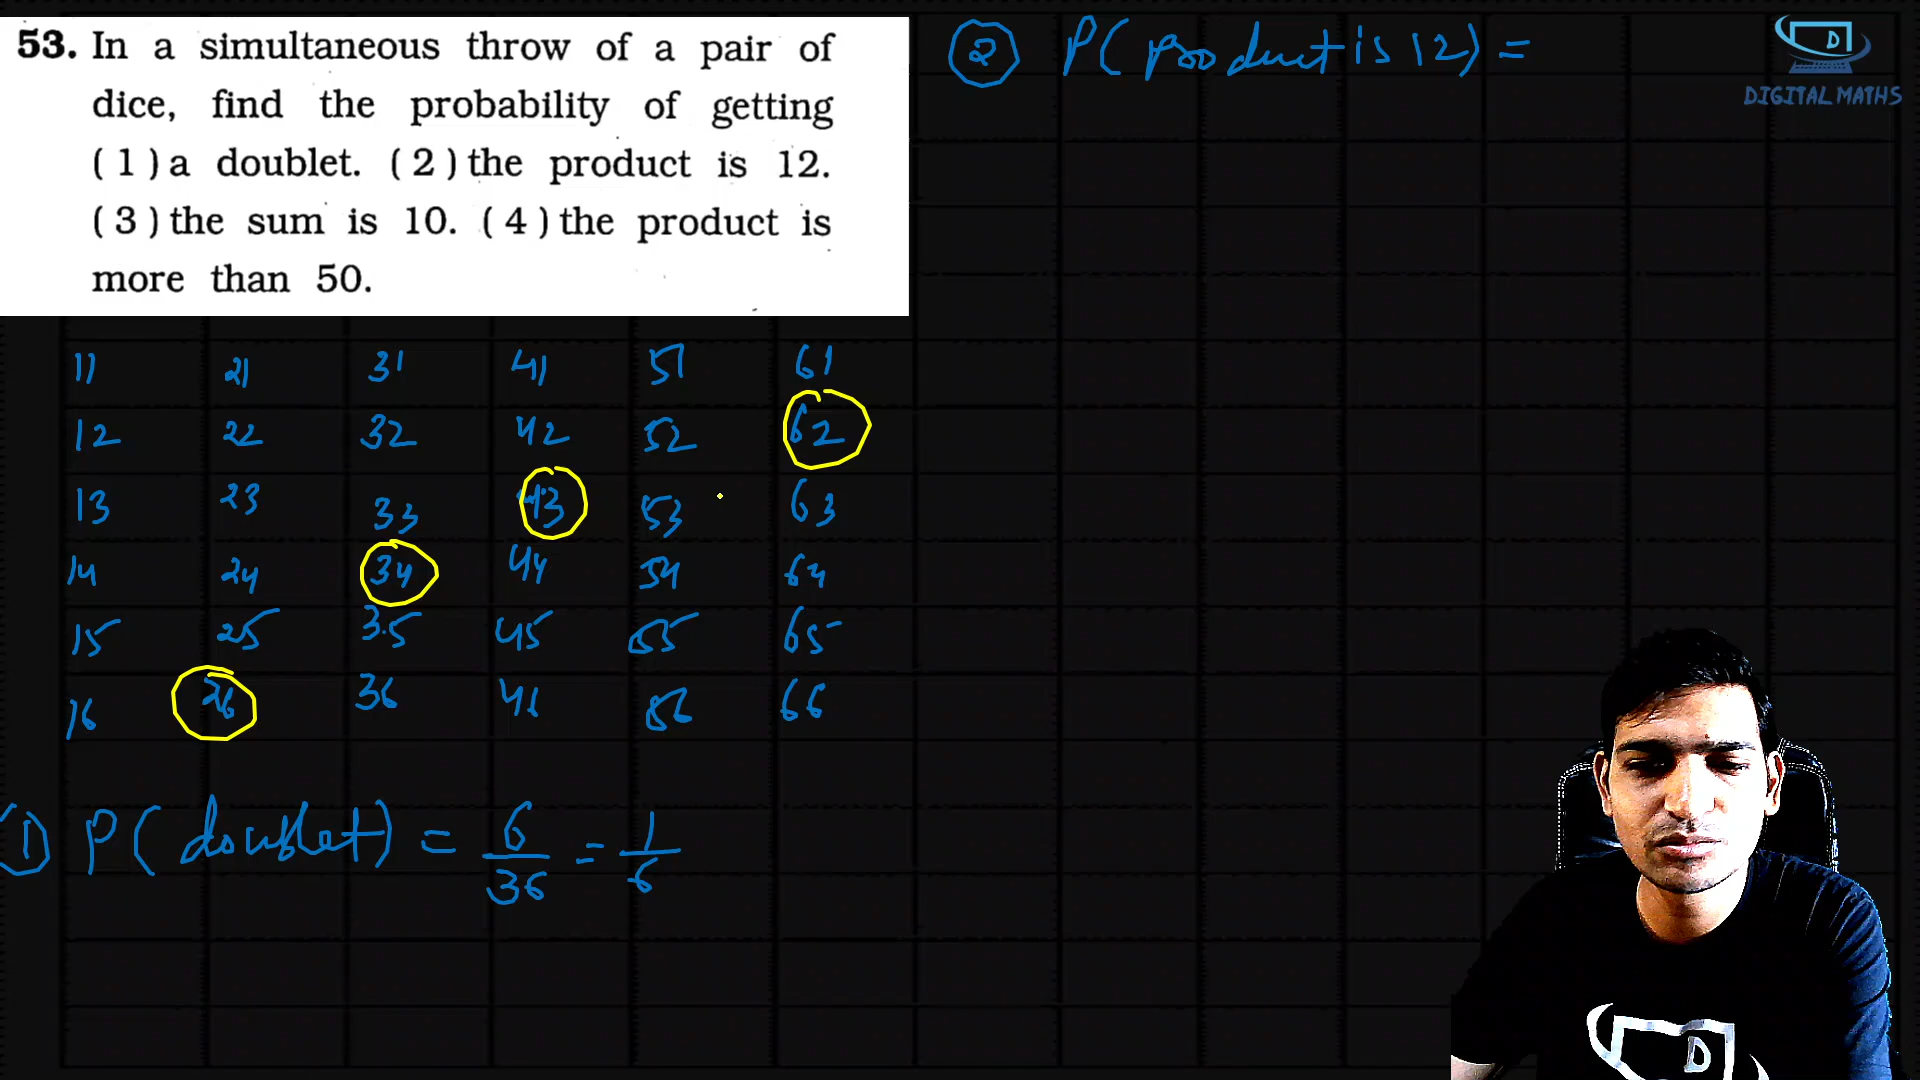 53. In a simultaneous throw of a pair of
dice, find the probability of getting
(1) a doublet. (2) the product is 12.
(3) the sum is 10. (4) the product is
more than 50.
② P(product is 12) =
D
DIGITAL MATHS
11 21 31 41 51 61
12 22 32 42 52 62
13 23 33 43 53 63
14 24 34 44 54 64
15 25 35 45 55 65
16 26 36 46 56 66
① P(doublet) = 6/36 = 1/6
D